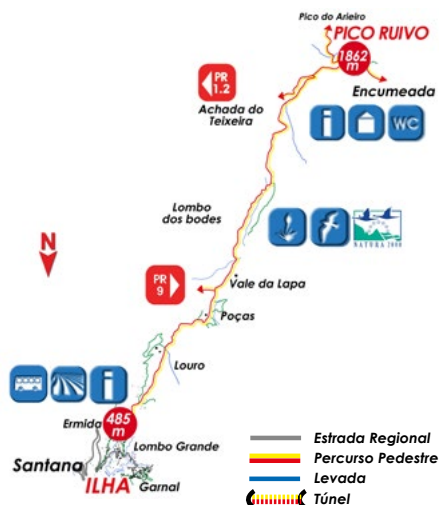 Pico do Arieiro
PICO RUIVO
1862
m
PR
1.2
Encumeada
Achada do
Teixeira
i
WC
Lombo
dos bodes
NATURA 2000
N
PR
9
Vale da Lapa
Poças
Louro
i
Ermida
485
m
Lombo Grande
Santana
ILHA
Garnal
Estrada Regional
Percurso Pedestre
Levada
Túnel